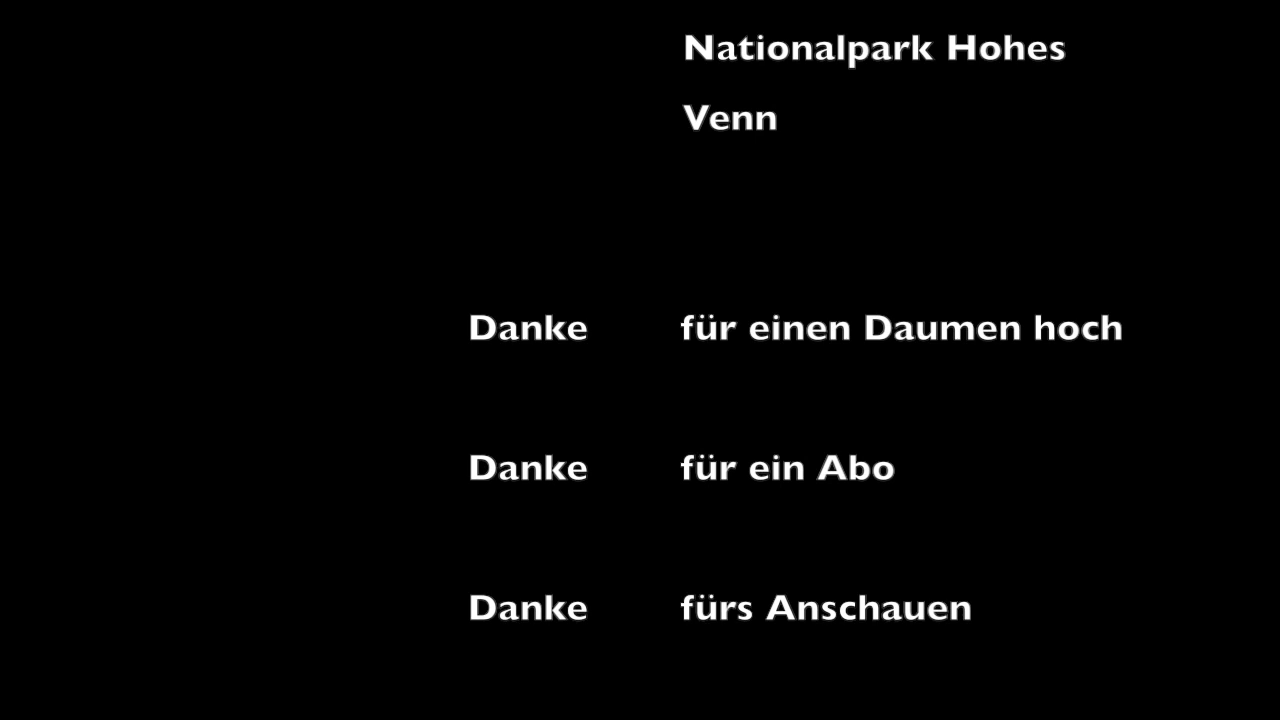 Nationalpark Hohes
Venn
Danke für einen Daumen hoch
Danke für ein Abo
Danke fürs Anschauen